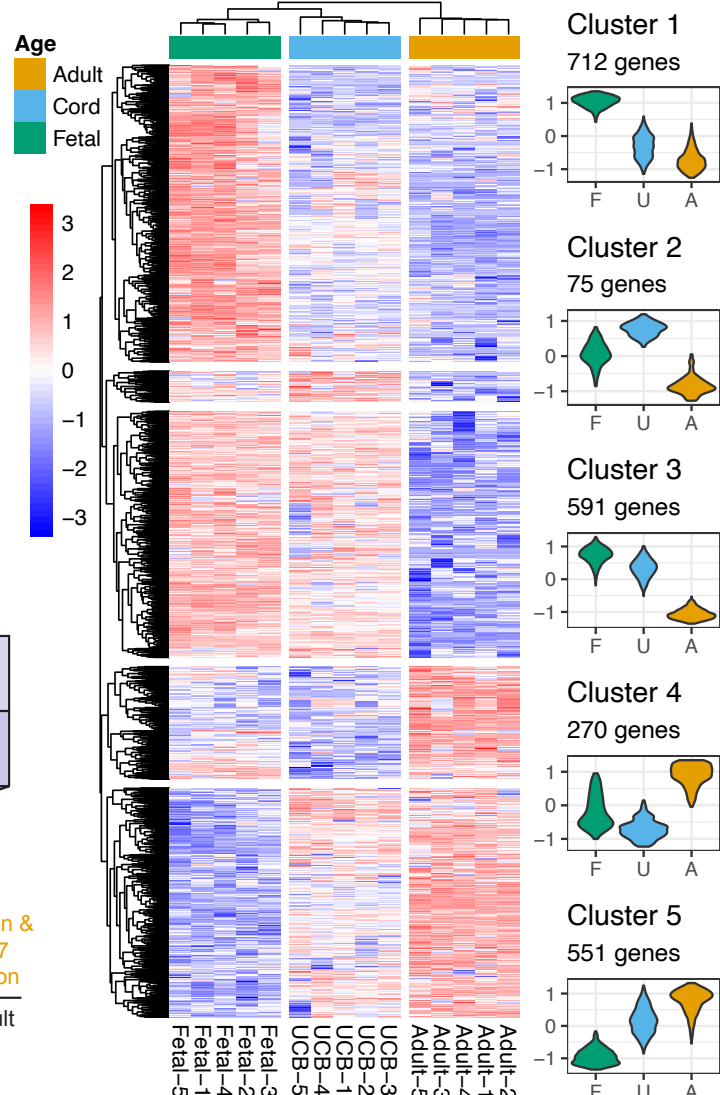 Age
Adult
Cord
Fetal
3
2
1
0
−1
−2
−3
n &
7
on
lt
Fetal−5
Fetal−1
Fetal−4
Fetal−2
Fetal−3
UCB−5
UCB−4
UCB−1
UCB−2
UCB−3
Adult−5
Adult−3
Adult−4
Adult−1
Adult−2
Cluster 1
712 genes
1
0
−1
F U A
Cluster 2
75 genes
1
0
−1
F U A
Cluster 3
591 genes
1
0
−1
F U A
Cluster 4
270 genes
1
0
−1
F U A
Cluster 5
551 genes
1
0
−1
F U A